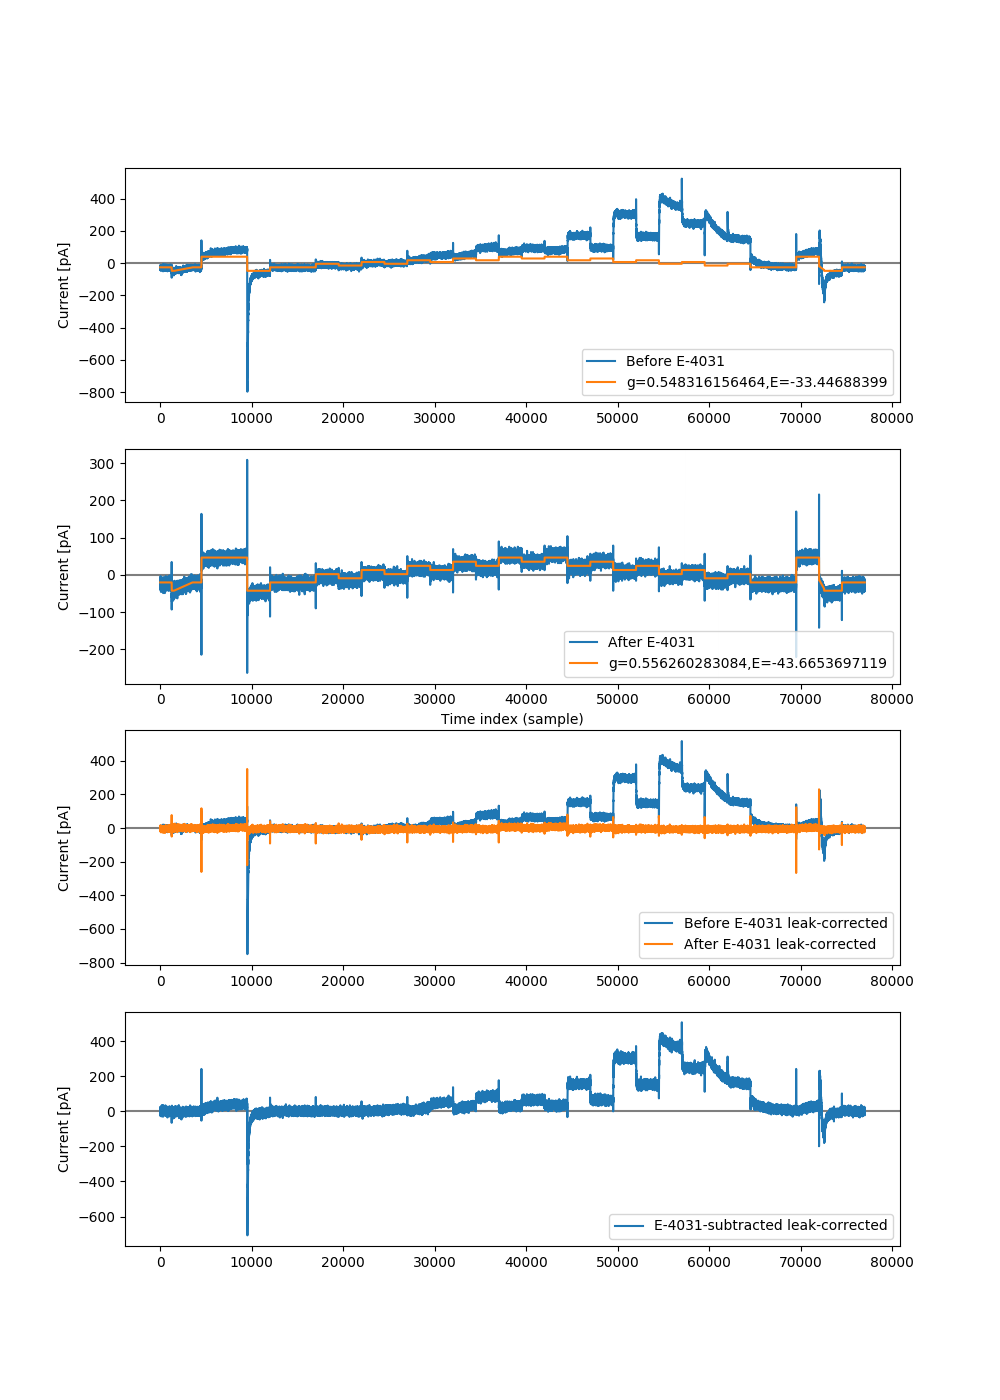 400
200
0
−200
−400
−600
−800
Current [pA]
Before E-4031
g=0.548316156464,E=-33.44688399
0 10000 20000 30000 40000 50000 60000 70000 80000
300
200
100
0
−100
−200
Current [pA]
After E-4031
g=0.556260283084,E=-43.6653697119
0 10000 20000 30000 40000 50000 60000 70000 80000
Time index (sample)
400
200
0
−200
−400
−600
−800
Current [pA]
Before E-4031 leak-corrected
After E-4031 leak-corrected
0 10000 20000 30000 40000 50000 60000 70000 80000
400
200
0
−200
−400
−600
Current [pA]
E-4031-subtracted leak-corrected
0 10000 20000 30000 40000 50000 60000 70000 80000